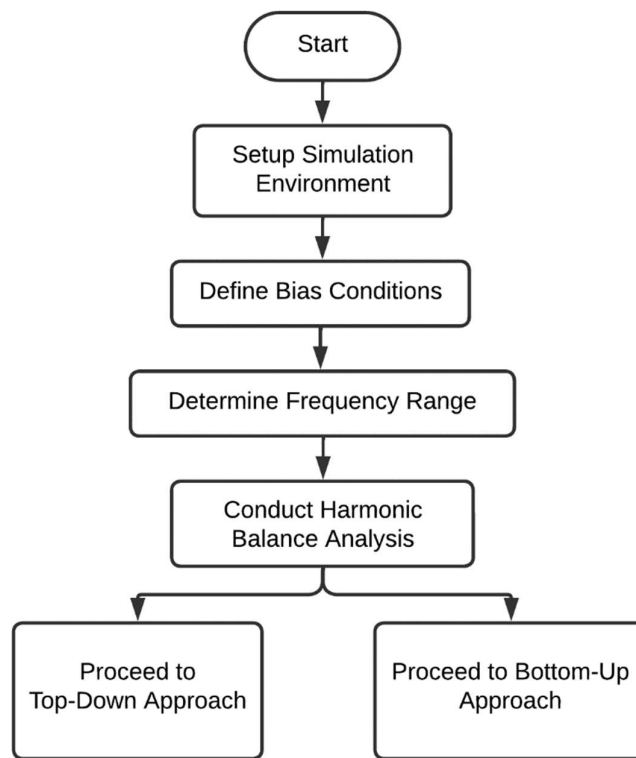 Start
Setup Simulation
Environment
Define Bias Conditions
Determine Frequency Range
Conduct Harmonic
Balance Analysis
Proceed to
Top-Down Approach
Proceed to Bottom-Up
Approach